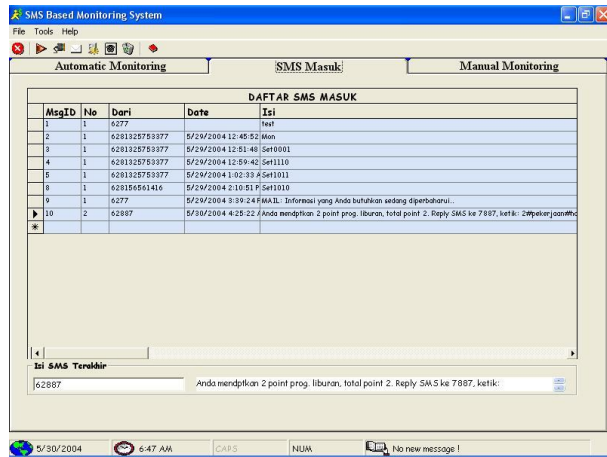 SMS Based Monitoring System
File Tools Help
Automatic Monitoring SMS Masuk Manual Monitoring
DAFTAR SMS MASUK
MsgID No Dari Date Isi
1 1 6277 test
2 1 6281325753377 5/29/2004 12:45:52 Mon
3 1 6281325753377 5/29/2004 12:51:48 Set0001
4 1 6281325753377 5/29/2004 12:59:42 Set1110
5 1 6281325753377 5/29/2004 1:02:33 A Set1011
8 1 628156561416 5/29/2004 2:10:51 P Set1010
9 1 6277 5/29/2004 3:39:24 F MAIL: Informasi yang Anda butuhkan sedang diperbaharui..
10 2 62887 5/30/2004 4:25:22 / Anda mendptkan 2 point prog. liburan, total point 2. Reply SMS ke 7887, ketik: 2##pekerjaan##ho
Isi SMS Terakhir
62887 Anda mendptkan 2 point prog. liburan, total point 2. Reply SMS ke 7887, ketik:
5/30/2004 6:47 AM CAPS NUM No new message !